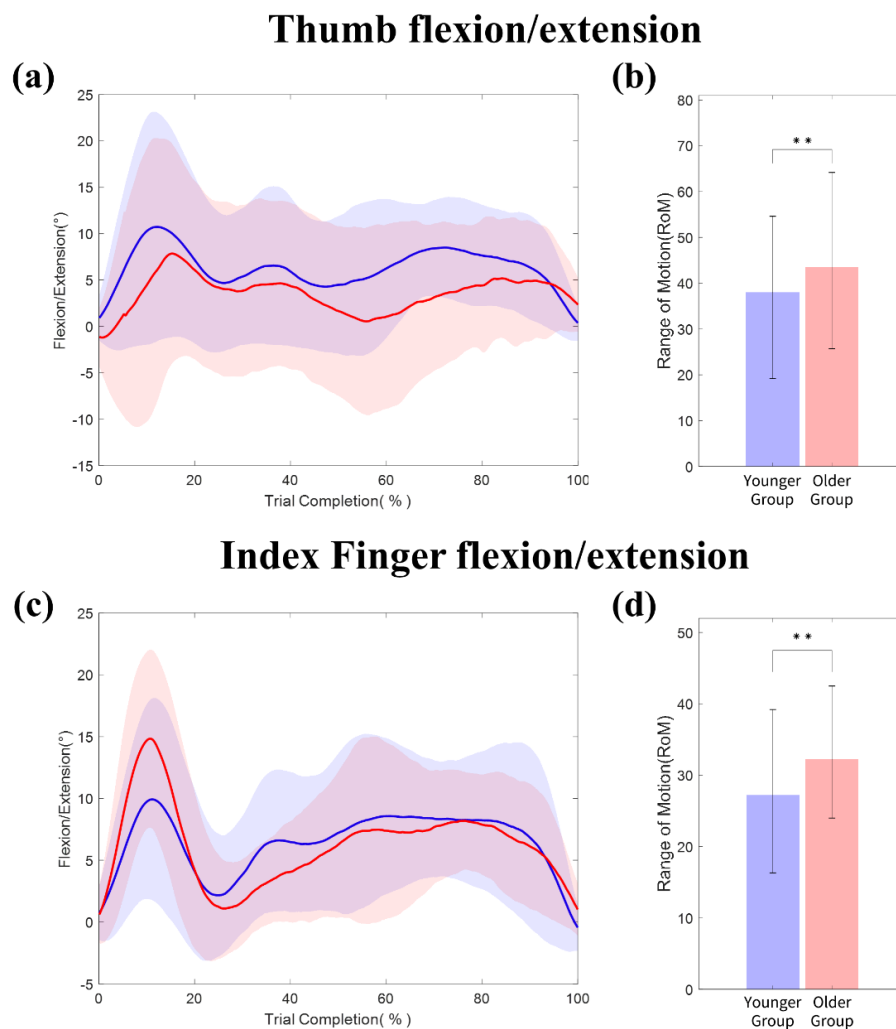 Thumb flexion/extension
(a)
Flexion/Extension(°)
25
20
15
10
5
0
-5
-10
-15
0 20 40 60 80 100
Trial Completion( % )
(b)
Range of Motion(RoM)
80
70
60
50
40
30
20
10
0
**
Younger Older
Group Group
Index Finger flexion/extension
(c)
Flexion/Extension(°)
25
20
15
10
5
0
-5
0 20 40 60 80 100
Trial Completion( % )
(d)
Range of Motion(RoM)
50
40
30
20
10
0
**
Younger Older
Group Group